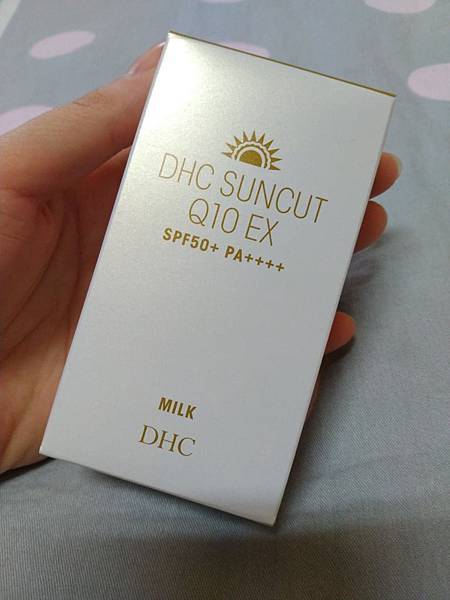 DHC SUNCUT
Q10 EX
SPF50+ PA++++
MILK
DHC